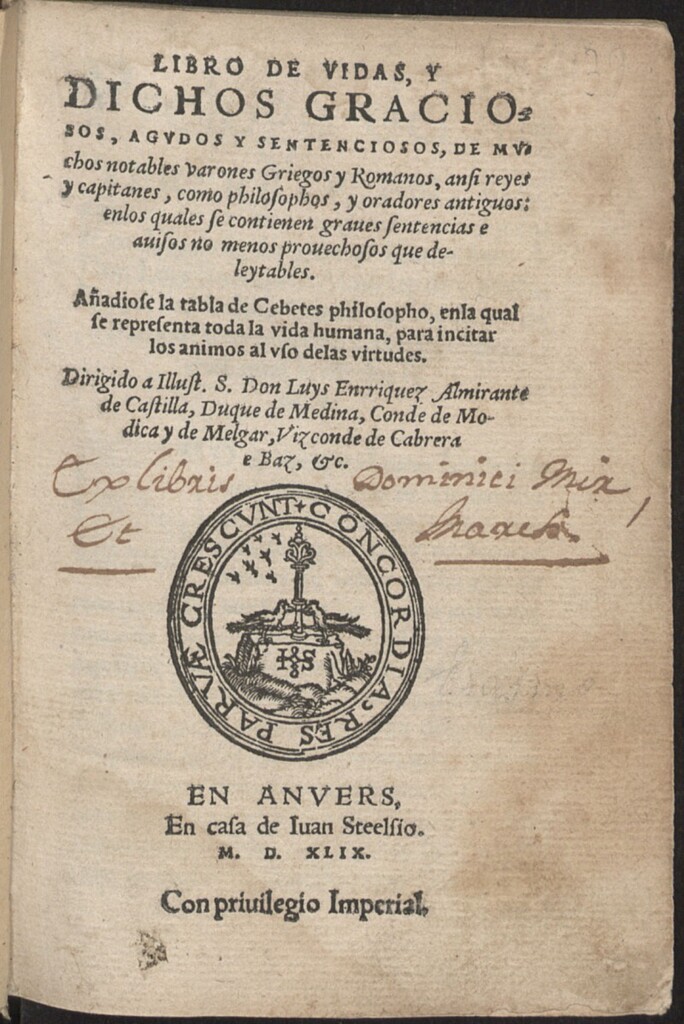 LIBRO DE VIDAS, Y
DICHOS GRACIO-
SOS, AGVDOS Y SENTENCIOSOS, DE MV-
chos notables varones Griegos y Romanos, anſi reyes
y capitanes, como philoſophos, y oradores antiguos:
enlos quales ſe contienen graues ſentencias e
auiſos no menos prouechoſos que de-
leytables.
Añadioſe la tabla de Cebetes philoſopho, enla qual
ſe repreſenta toda la vida humana, para incitar
los animos al vſo delas virtudes.
Dirigido a Illuſt. S. Don Luys Enrriquez Almirante
de Caſtilla, Duque de Medina, Conde de Mo-
dica y de Melgar, Vizconde de Cabrera
e Baz, &c.
Ex libris Dominici Mir
Et March.
CONCORDIA. RES PARVÆ CRESCVNT
IHS
EN ANVERS,
En caſa de Iuan Steelſio.
M. D. XLIX.
Con priuilegio Imperial.